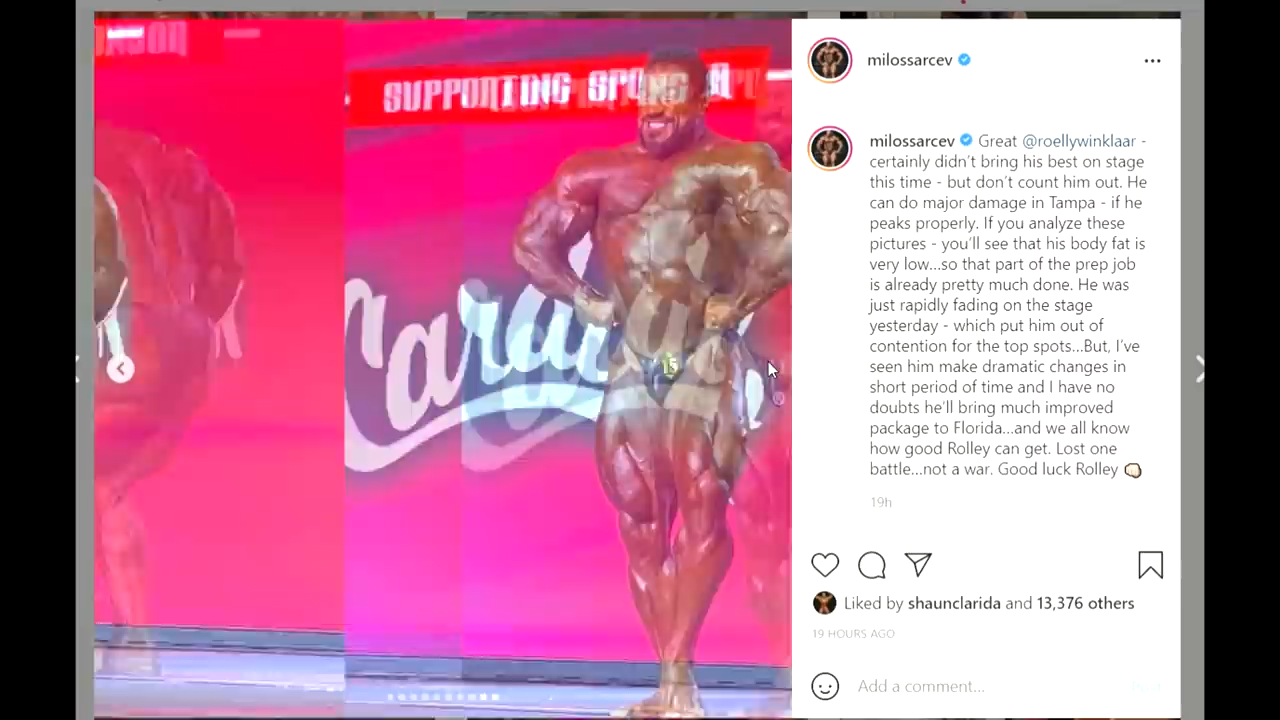 SUPPORTING SPONSOR
milossarcev
milossarcev Great @roellywinklaar -
certainly didn't bring his best on stage
this time - but don't count him out. He
can do major damage in Tampa - if he
peaks properly. If you analyze these
pictures - you'll see that his body fat is
very low...so that part of the prep job
is already pretty much done. He was
just rapidly fading on the stage
yesterday - which put him out of
contention for the top spots...But, I've
seen him make dramatic changes in
short period of time and I have no
doubts he'll bring much improved
package to Florida...and we all know
how good Rolley can get. Lost one
battle...not a war. Good luck Rolley 👊🏻
19h
Liked by shaunclarida and 13,376 others
19 HOURS AGO
Add a comment...